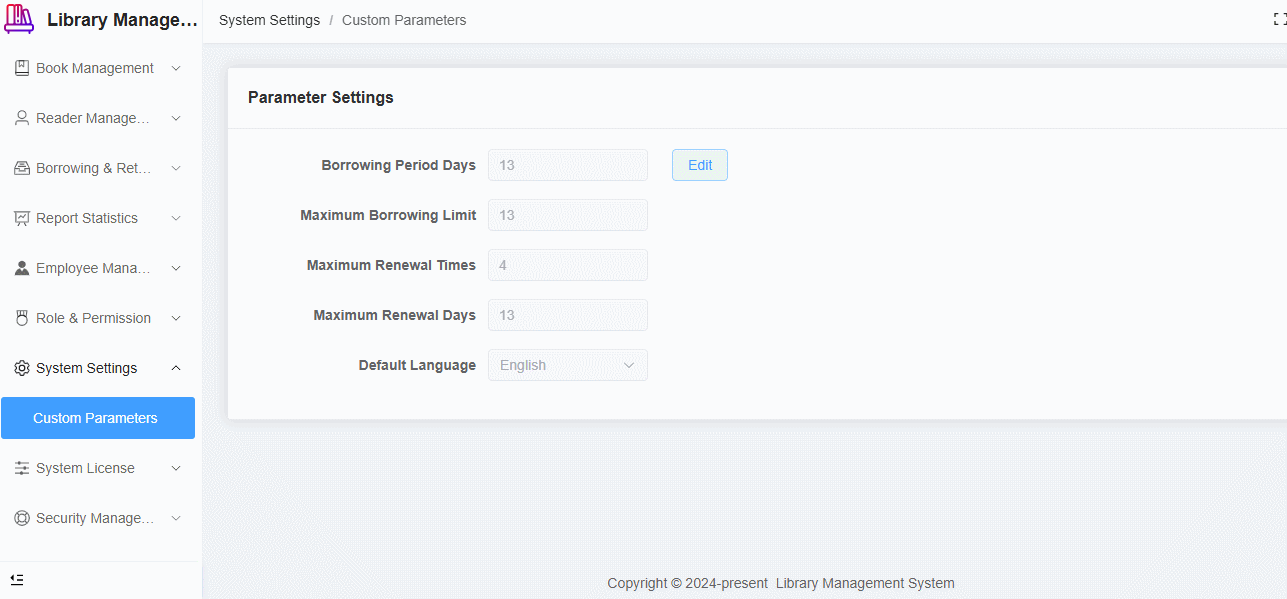 Library Manage...
System Settings / Custom Parameters
Book Management
Reader Manage...
Borrowing & Ret...
Report Statistics
Employee Mana...
Role & Permission
System Settings
Custom Parameters
System License
Security Manage...
Parameter Settings
Borrowing Period Days 13 Edit
Maximum Borrowing Limit 13
Maximum Renewal Times 4
Maximum Renewal Days 13
Default Language English
Copyright © 2024-present Library Management System